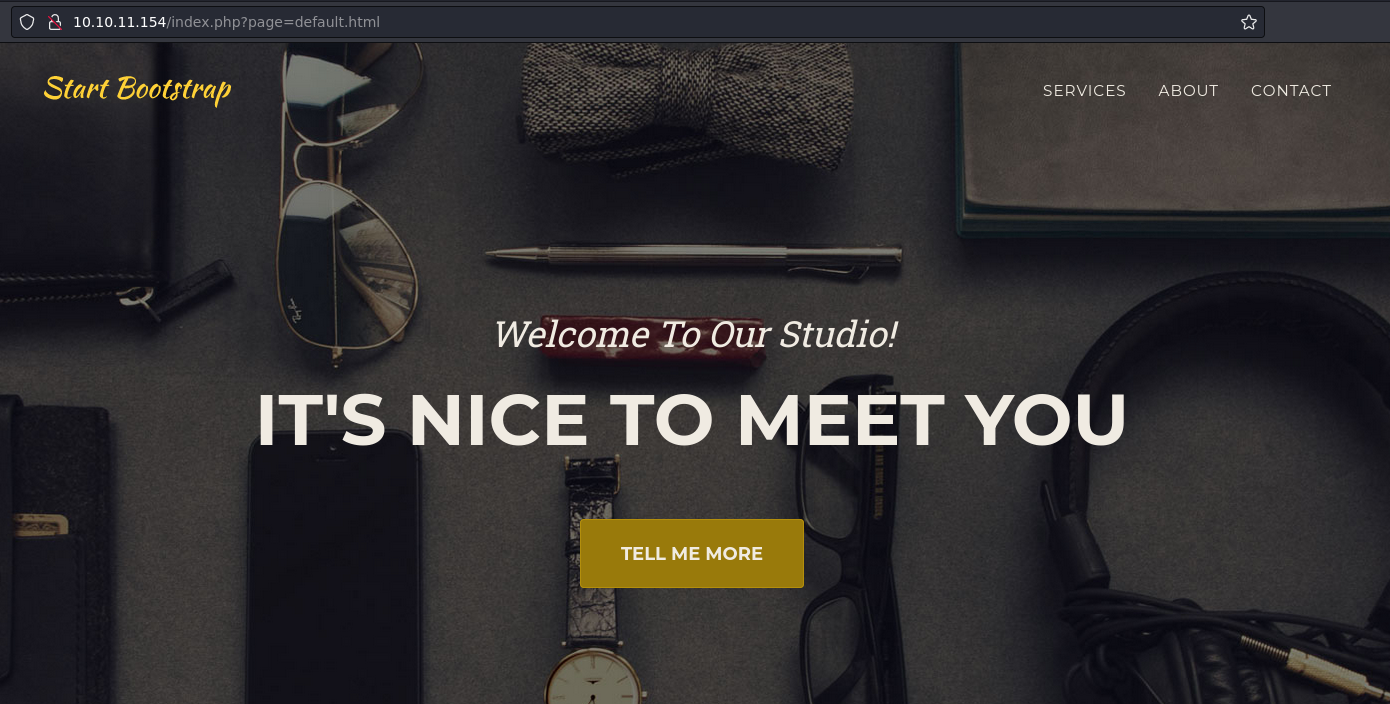 10.10.11.154/index.php?page=default.html
Start Bootstrap
SERVICES ABOUT CONTACT
Welcome To Our Studio!
IT'S NICE TO MEET YOU
TELL ME MORE